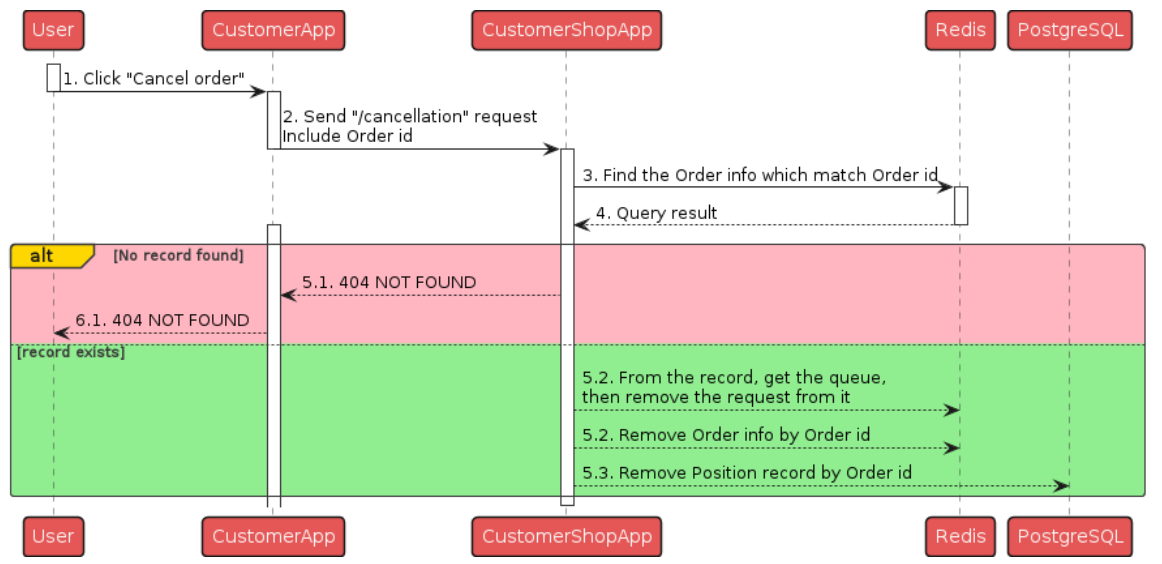 User CustomerApp CustomerShopApp Redis PostgreSQL
1. Click "Cancel order"
2. Send "/cancellation" request
Include Order id
3. Find the Order info which match Order id
4. Query result
alt [No record found]
5.1. 404 NOT FOUND
6.1. 404 NOT FOUND
[record exists]
5.2. From the record, get the queue,
then remove the request from it
5.2. Remove Order info by Order id
5.3. Remove Position record by Order id
User CustomerApp CustomerShopApp Redis PostgreSQL